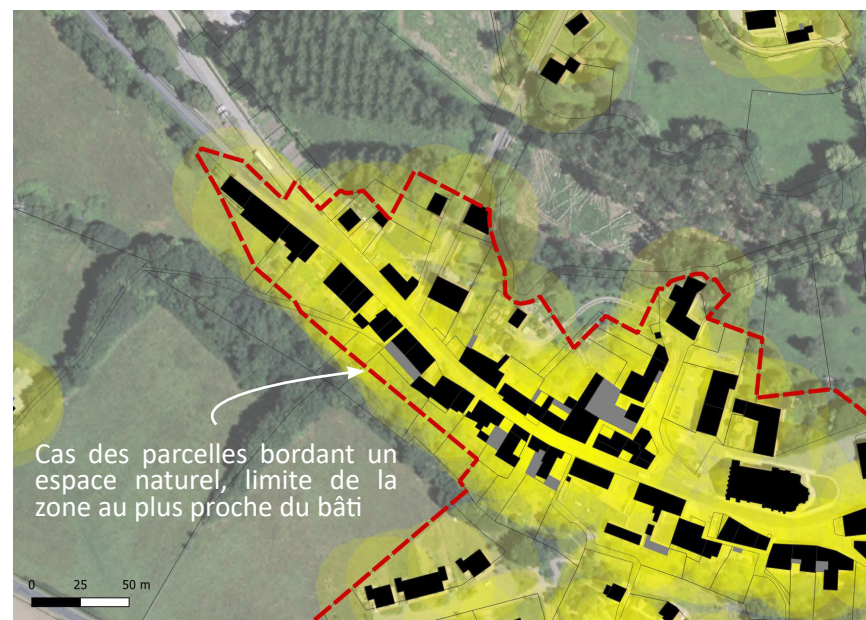 Cas des parcelles bordant un
espace naturel, limite de la
zone au plus proche du bâti
0 25 50 m